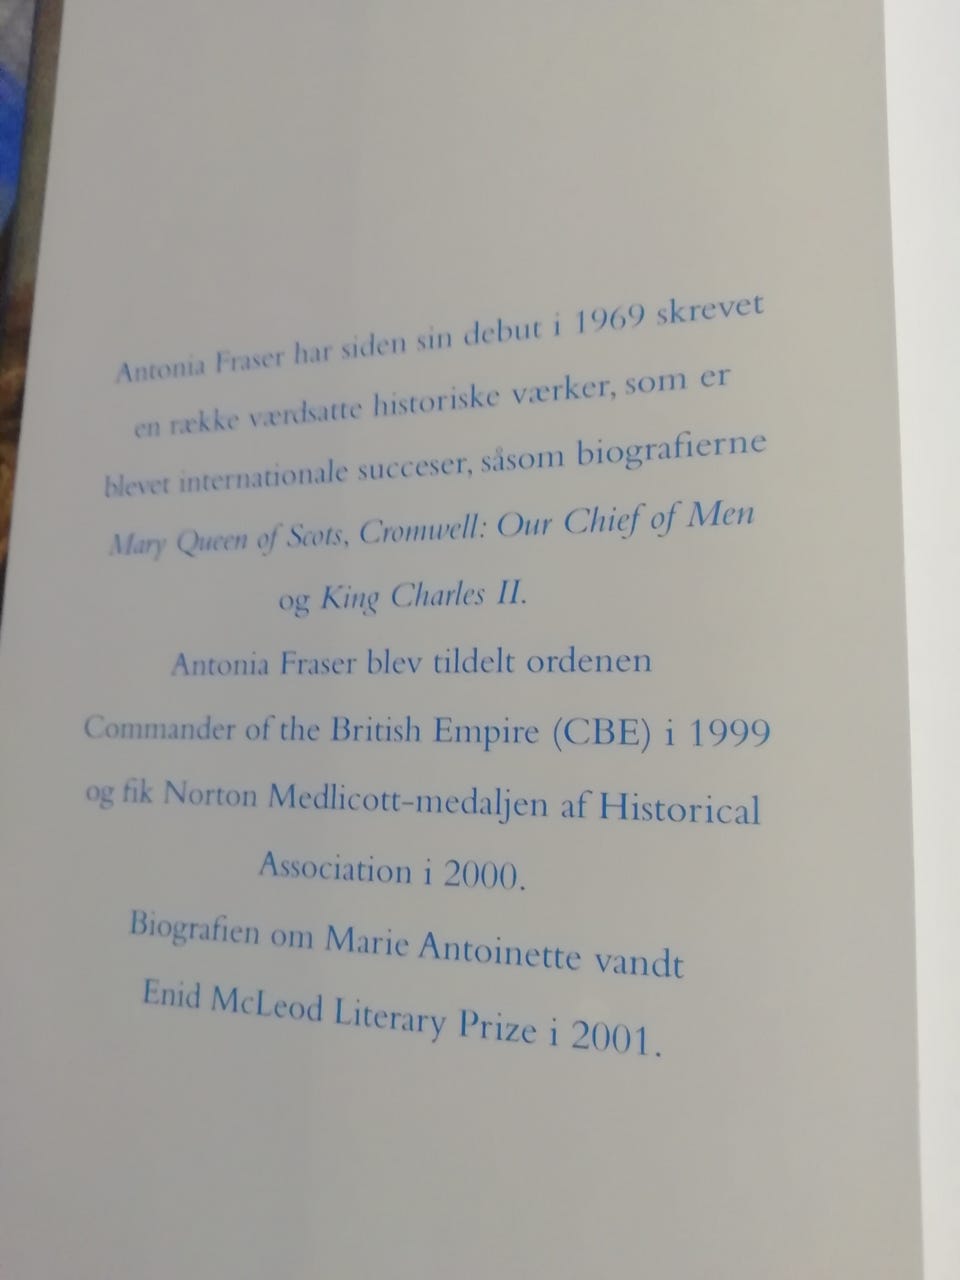 Antonia Fraser har siden sin debut i 1969 skrevet
en række værdsatte historiske værker, som er
blevet internationale succeser, såsom biografierne
Mary Queen of Scots, Cromwell: Our Chief of Men
og King Charles II.
Antonia Fraser blev tildelt ordenen
Commander of the British Empire (CBE) i 1999
og fik Norton Medlicott-medaljen af Historical
Association i 2000.
Biografien om Marie Antoinette vandt
Enid McLeod Literary Prize i 2001.